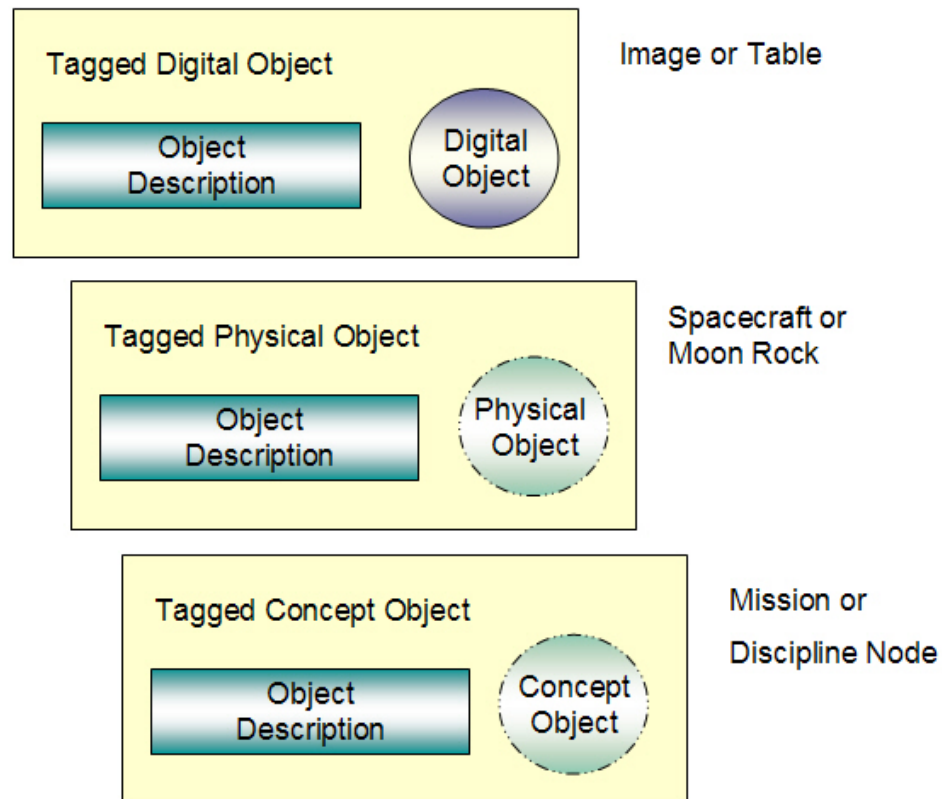 Tagged Digital Object
Image or Table
Object
Description
Digital
Object
Tagged Physical Object
Spacecraft or
Moon Rock
Object
Description
Physical
Object
Tagged Concept Object
Mission or
Discipline Node
Object
Description
Concept
Object